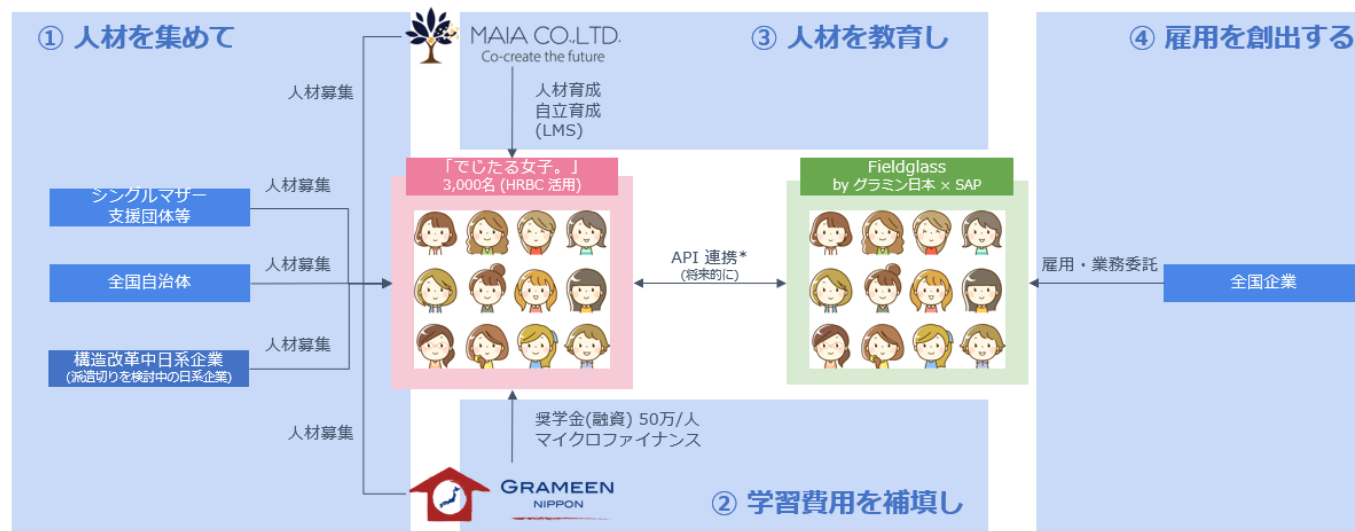 ① 人材を集めて
人材募集
人材募集
シングルマザー
支援団体等
人材募集
全国自治体
人材募集
構造改革中日系企業
(派遣切りを検討中の日系企業)
人材募集
MAIA CO.,LTD.
Co-create the future
③ 人材を教育し
人材育成
自立育成
(LMS)
「でじたる女子。」
3,000名 (HRBC 活用)
API 連携*
(将来的に)
Fieldglass
by グラミン日本 × SAP
奨学金(融資) 50万/人
マイクロファイナンス
GRAMEEN
NIPPON
② 学習費用を補填し
④ 雇用を創出する
雇用・業務委託
全国企業